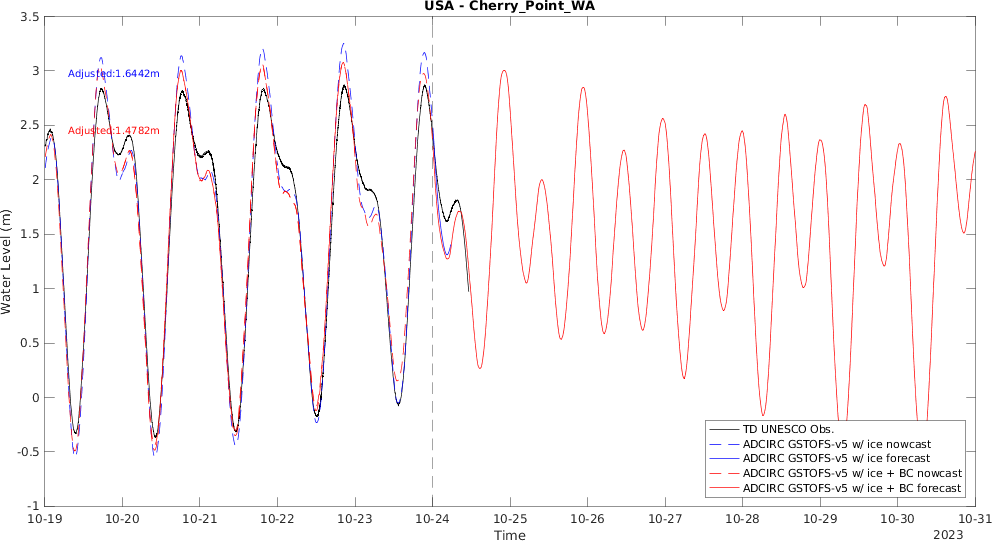 USA - Cherry_Point_WA
3.5
3
2.5
2
1.5
1
0.5
0
-0.5
-1
Water Level (m)
Adjusted:1.6442m
Adjusted:1.4782m
TD UNESCO Obs.
ADCIRC GSTOFS-v5 w/ ice nowcast
ADCIRC GSTOFS-v5 w/ ice forecast
ADCIRC GSTOFS-v5 w/ ice + BC nowcast
ADCIRC GSTOFS-v5 w/ ice + BC forecast
10-19 10-20 10-21 10-22 10-23 10-24 10-25 10-26 10-27 10-28 10-29 10-30 10-31
Time
2023